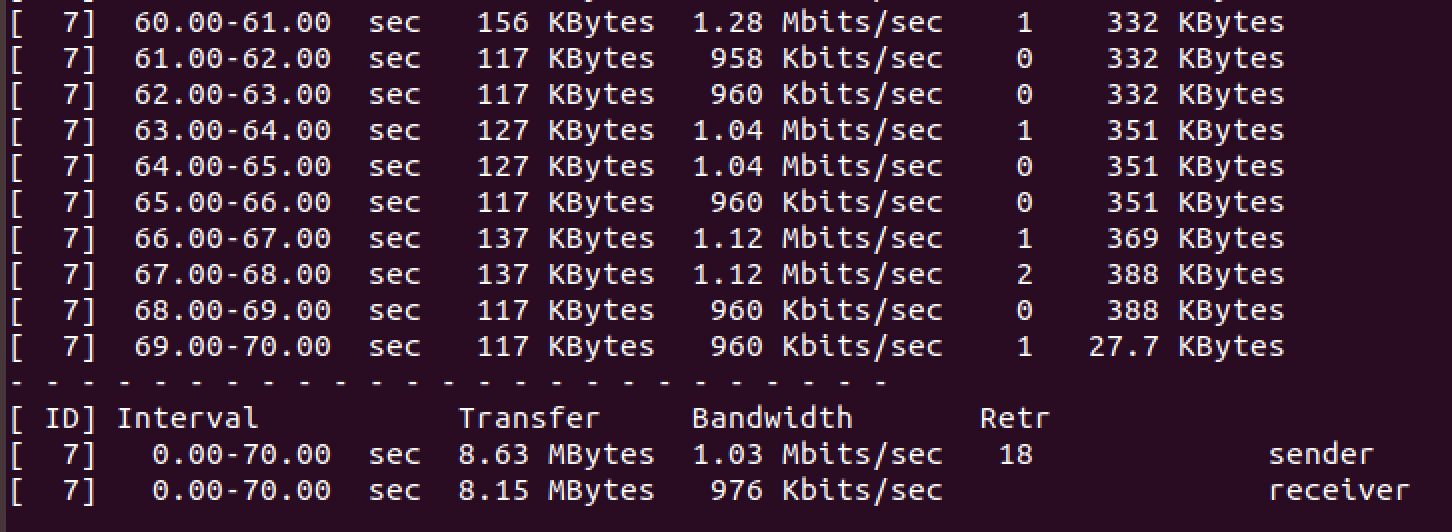 [  7]  60.00-61.00  sec   156 KBytes  1.28 Mbits/sec    1    332 KBytes
[  7]  61.00-62.00  sec   117 KBytes   958 Kbits/sec    0    332 KBytes
[  7]  62.00-63.00  sec   117 KBytes   960 Kbits/sec    0    332 KBytes
[  7]  63.00-64.00  sec   127 KBytes  1.04 Mbits/sec    1    351 KBytes
[  7]  64.00-65.00  sec   127 KBytes  1.04 Mbits/sec    0    351 KBytes
[  7]  65.00-66.00  sec   117 KBytes   960 Kbits/sec    0    351 KBytes
[  7]  66.00-67.00  sec   137 KBytes  1.12 Mbits/sec    1    369 KBytes
[  7]  67.00-68.00  sec   137 KBytes  1.12 Mbits/sec    2    388 KBytes
[  7]  68.00-69.00  sec   117 KBytes   960 Kbits/sec    0    388 KBytes
[  7]  69.00-70.00  sec   117 KBytes   960 Kbits/sec    1   27.7 KBytes
- - - - - - - - - - - - - - - - - - - - - - - - -
[ ID] Interval           Transfer     Bandwidth       Retr
[  7]   0.00-70.00  sec  8.63 MBytes  1.03 Mbits/sec   18             sender
[  7]   0.00-70.00  sec  8.15 MBytes   976 Kbits/sec                  receiver